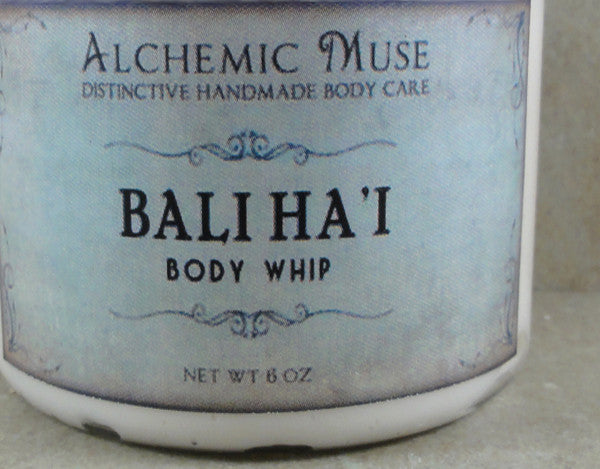 ALCHEMIC MUSE
DISTINCTIVE HANDMADE BODY CARE
BALI HA'I
BODY WHIP
NET WT 6 OZ